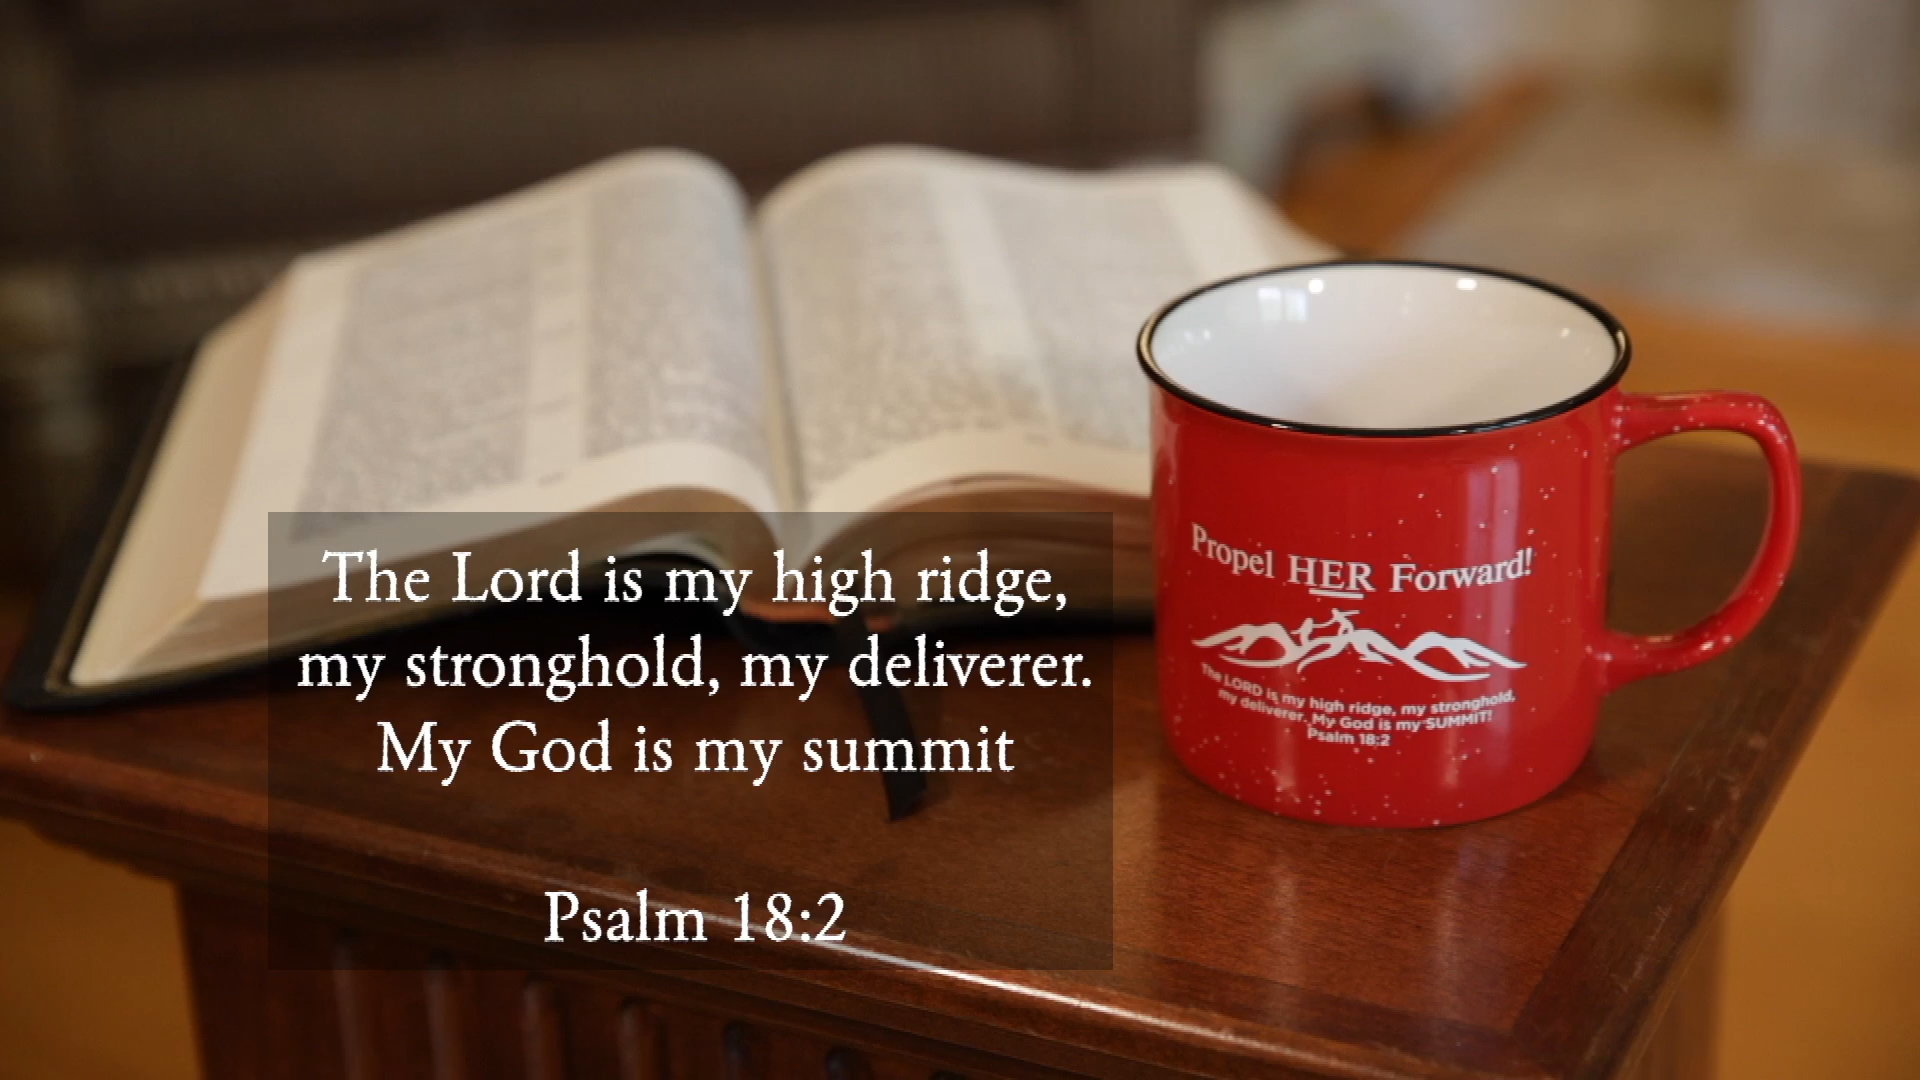 The Lord is my high ridge,
my stronghold, my deliverer.
My God is my summit
Psalm 18:2
Propel HER Forward!
The LORD is my high ridge, my stronghold,
my deliverer. My God is my SUMMIT!
Psalm 18:2